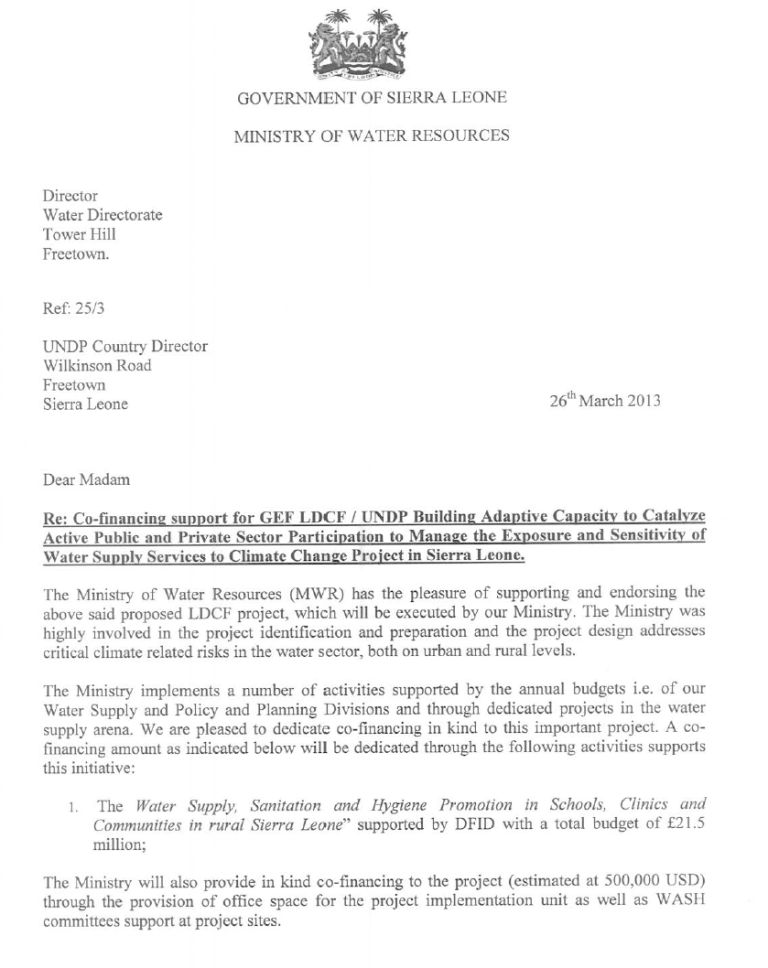 GOVERNMENT OF SIERRA LEONE
MINISTRY OF WATER RESOURCES
Director
Water Directorate
Tower Hill
Freetown.
Ref: 25/3
UNDP Country Director
Wilkinson Road
Freetown
Sierra Leone
26th March 2013
Dear Madam
Re: Co-financing support for GEF LDCF / UNDP Building Adaptive Capacity to Catalyze
Active Public and Private Sector Participation to Manage the Exposure and Sensitivity of
Water Supply Services to Climate Change Project in Sierra Leone.
The Ministry of Water Resources (MWR) has the pleasure of supporting and endorsing the
above said proposed LDCF project, which will be executed by our Ministry. The Ministry was
highly involved in the project identification and preparation and the project design addresses
critical climate related risks in the water sector, both on urban and rural levels.
The Ministry implements a number of activities supported by the annual budgets i.e. of our
Water Supply and Policy and Planning Divisions and through dedicated projects in the water
supply arena. We are pleased to dedicate co-financing in kind to this important project. A co-
financing amount as indicated below will be dedicated through the following activities supports
this initiative:
1. The Water Supply, Sanitation and Hygiene Promotion in Schools, Clinics and
Communities in rural Sierra Leone" supported by DFID with a total budget of £21.5
million;
The Ministry will also provide in kind co-financing to the project (estimated at 500,000 USD)
through the provision of office space for the project implementation unit as well as WASH
committees support at project sites.